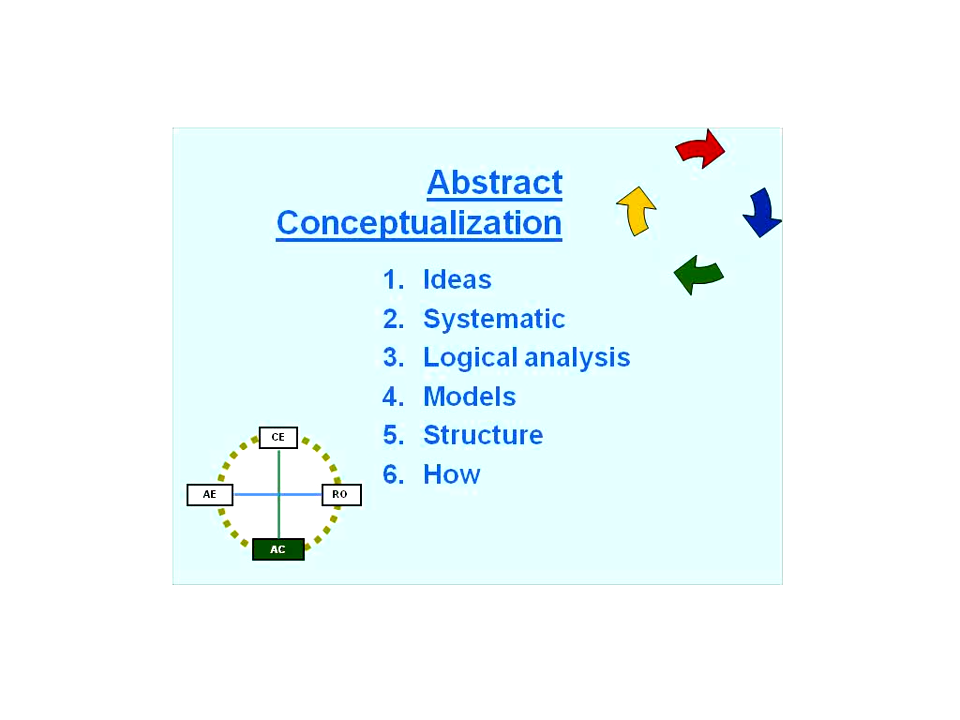 Abstract
Conceptualization
1. Ideas
2. Systematic
3. Logical analysis
4. Models
5. Structure
6. How
CE
AE RO
AC